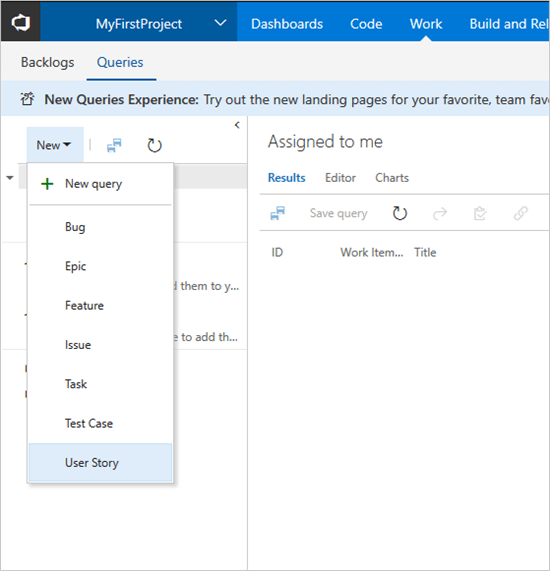 MyFirstProject Dashboards Code Work Build and Rel
Backlogs Queries
New Queries Experience: Try out the new landing pages for your favorite, team favo
New
Assigned to me
New query
Results Editor Charts
Save query
Bug
ID Work Item... Title
Epic
d them to y...
Feature
e to add th...
Issue
Task
Test Case
User Story